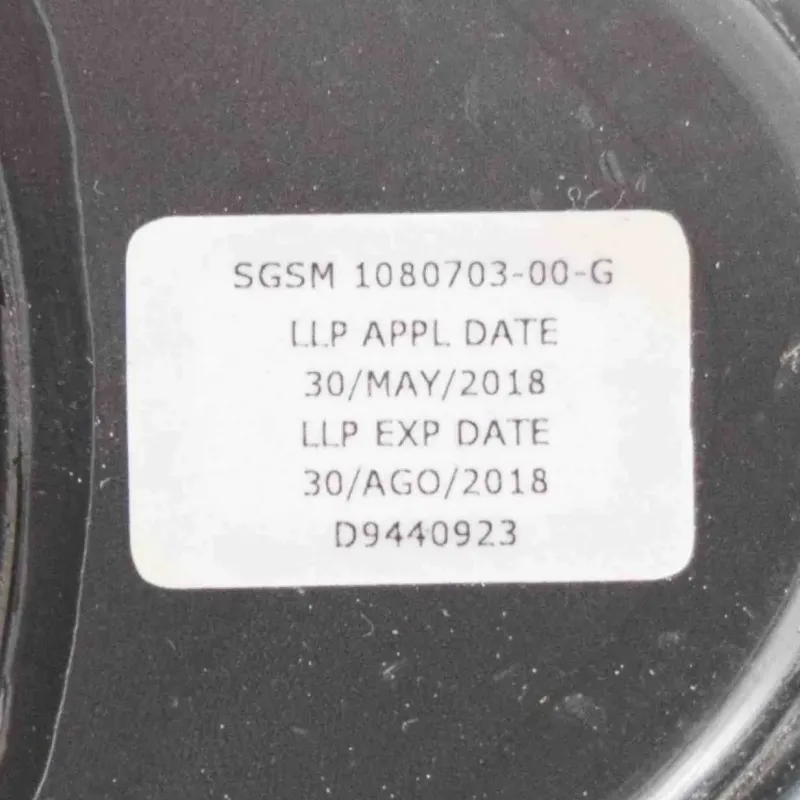 SGSM 1080703-00-G
LLP APPL DATE
30/MAY/2018
LLP EXP DATE
30/AGO/2018
D9440923